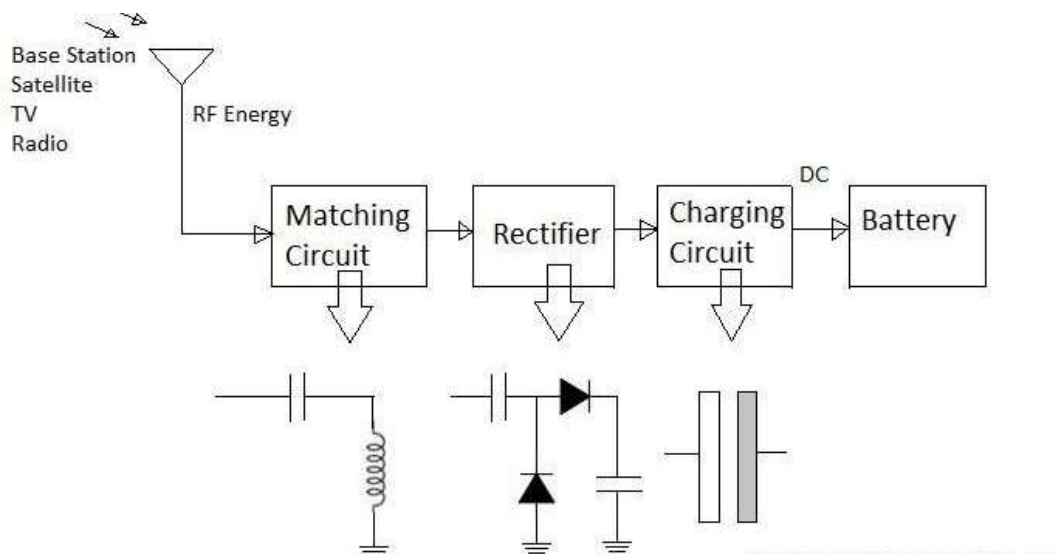 Base Station
Satellite
TV
Radio
RF Energy
Matching
Circuit
Rectifier
Charging
Circuit
DC
Battery